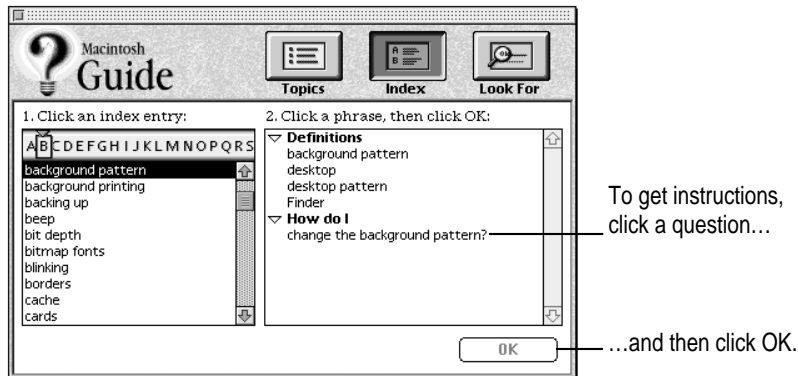 Macintosh
Guide
Topics
Index
Look For
1. Click an index entry:
2. Click a phrase, then click OK:
A B C D E F G H I J K L M N O P Q R S
background pattern
background printing
backing up
beep
bit depth
bitmap fonts
blinking
borders
cache
cards
Definitions
background pattern
desktop
desktop pattern
Finder
How do I
change the background pattern?
OK
To get instructions,
click a question…
…and then click OK.